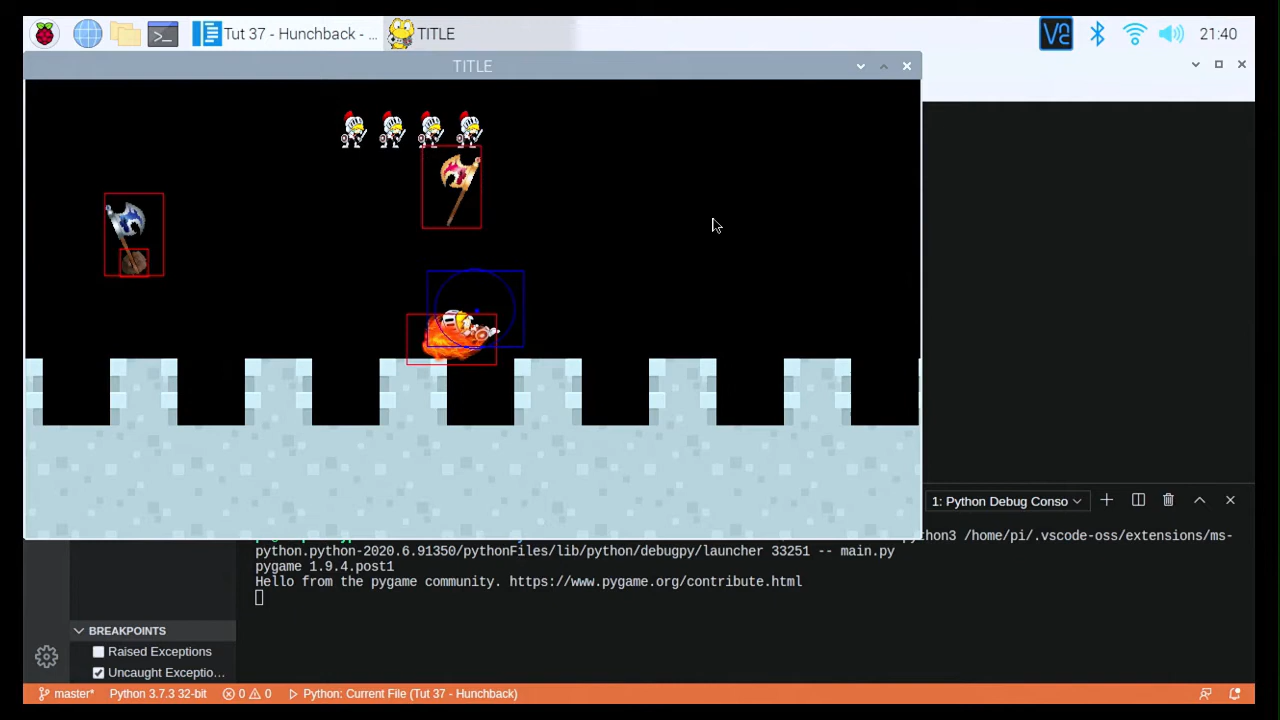 Tut 37 - Hunchback - ...
TITLE
VNC
21:40
TITLE
1: Python Debug Conso
python3 /home/pi/.vscode-oss/extensions/ms-
python.python-2020.6.91350/pythonFiles/lib/python/debugpy/launcher 33251 -- main.py
pygame 1.9.4.post1
Hello from the pygame community. https://www.pygame.org/contribute.html
BREAKPOINTS
Raised Exceptions
Uncaught Exceptio...
master* Python 3.7.3 32-bit 0 0 Python: Current File (Tut 37 - Hunchback)